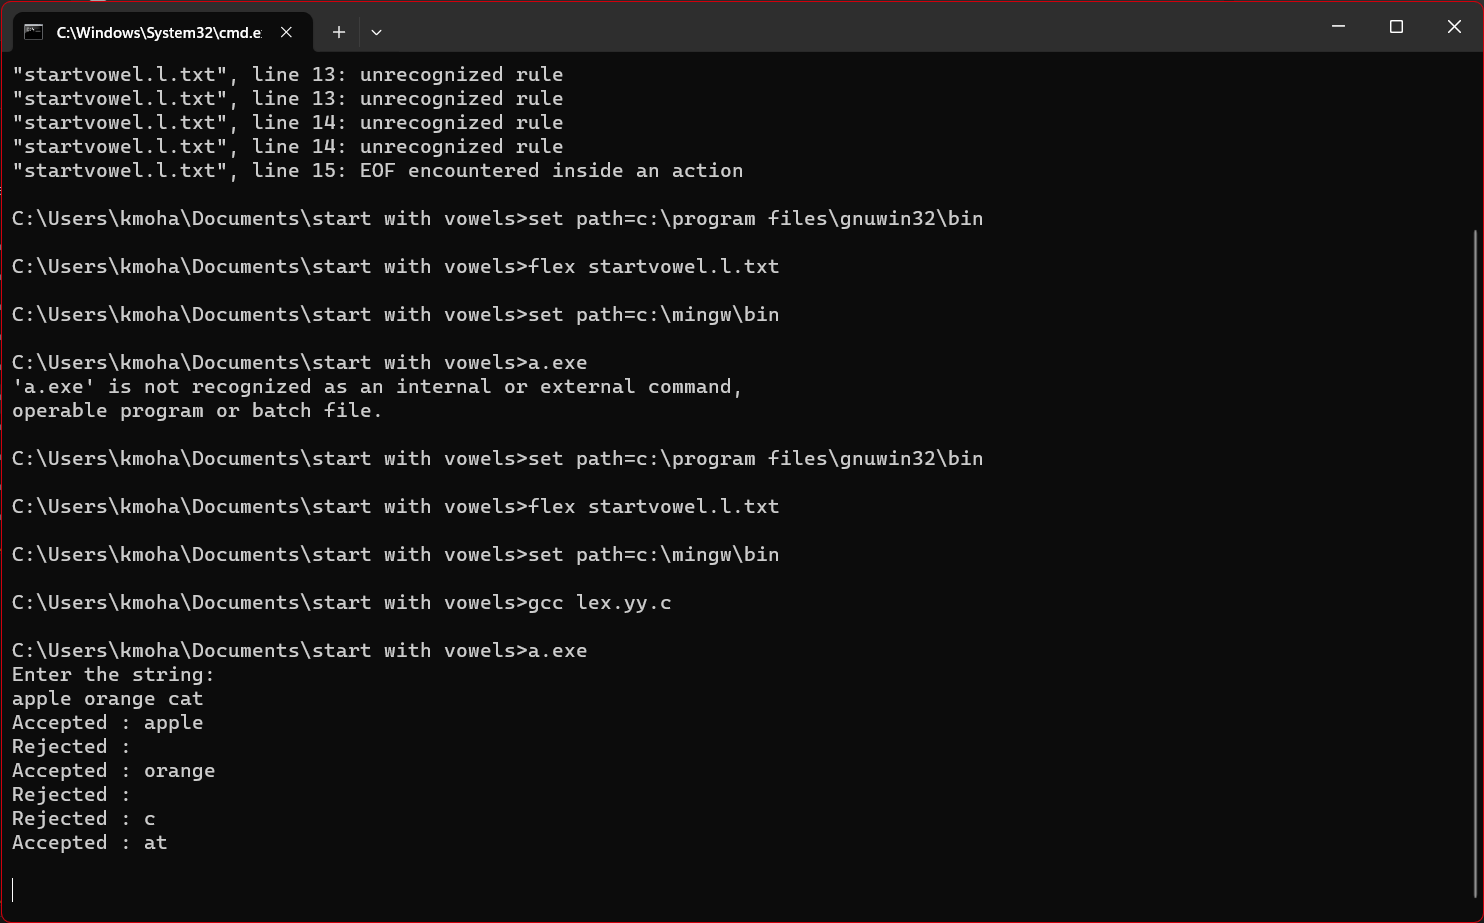 C:\Windows\System32\cmd.e
"startvowel.l.txt", line 13: unrecognized rule
"startvowel.l.txt", line 13: unrecognized rule
"startvowel.l.txt", line 14: unrecognized rule
"startvowel.l.txt", line 14: unrecognized rule
"startvowel.l.txt", line 15: EOF encountered inside an action
C:\Users\kmoha\Documents\start with vowels>set path=c:\program files\gnuwin32\bin
C:\Users\kmoha\Documents\start with vowels>flex startvowel.l.txt
C:\Users\kmoha\Documents\start with vowels>set path=c:\mingw\bin
C:\Users\kmoha\Documents\start with vowels>a.exe
'a.exe' is not recognized as an internal or external command,
operable program or batch file.
C:\Users\kmoha\Documents\start with vowels>set path=c:\program files\gnuwin32\bin
C:\Users\kmoha\Documents\start with vowels>flex startvowel.l.txt
C:\Users\kmoha\Documents\start with vowels>set path=c:\mingw\bin
C:\Users\kmoha\Documents\start with vowels>gcc lex.yy.c
C:\Users\kmoha\Documents\start with vowels>a.exe
Enter the string:
apple orange cat
Accepted : apple
Rejected :
Accepted : orange
Rejected :
Rejected : c
Accepted : at